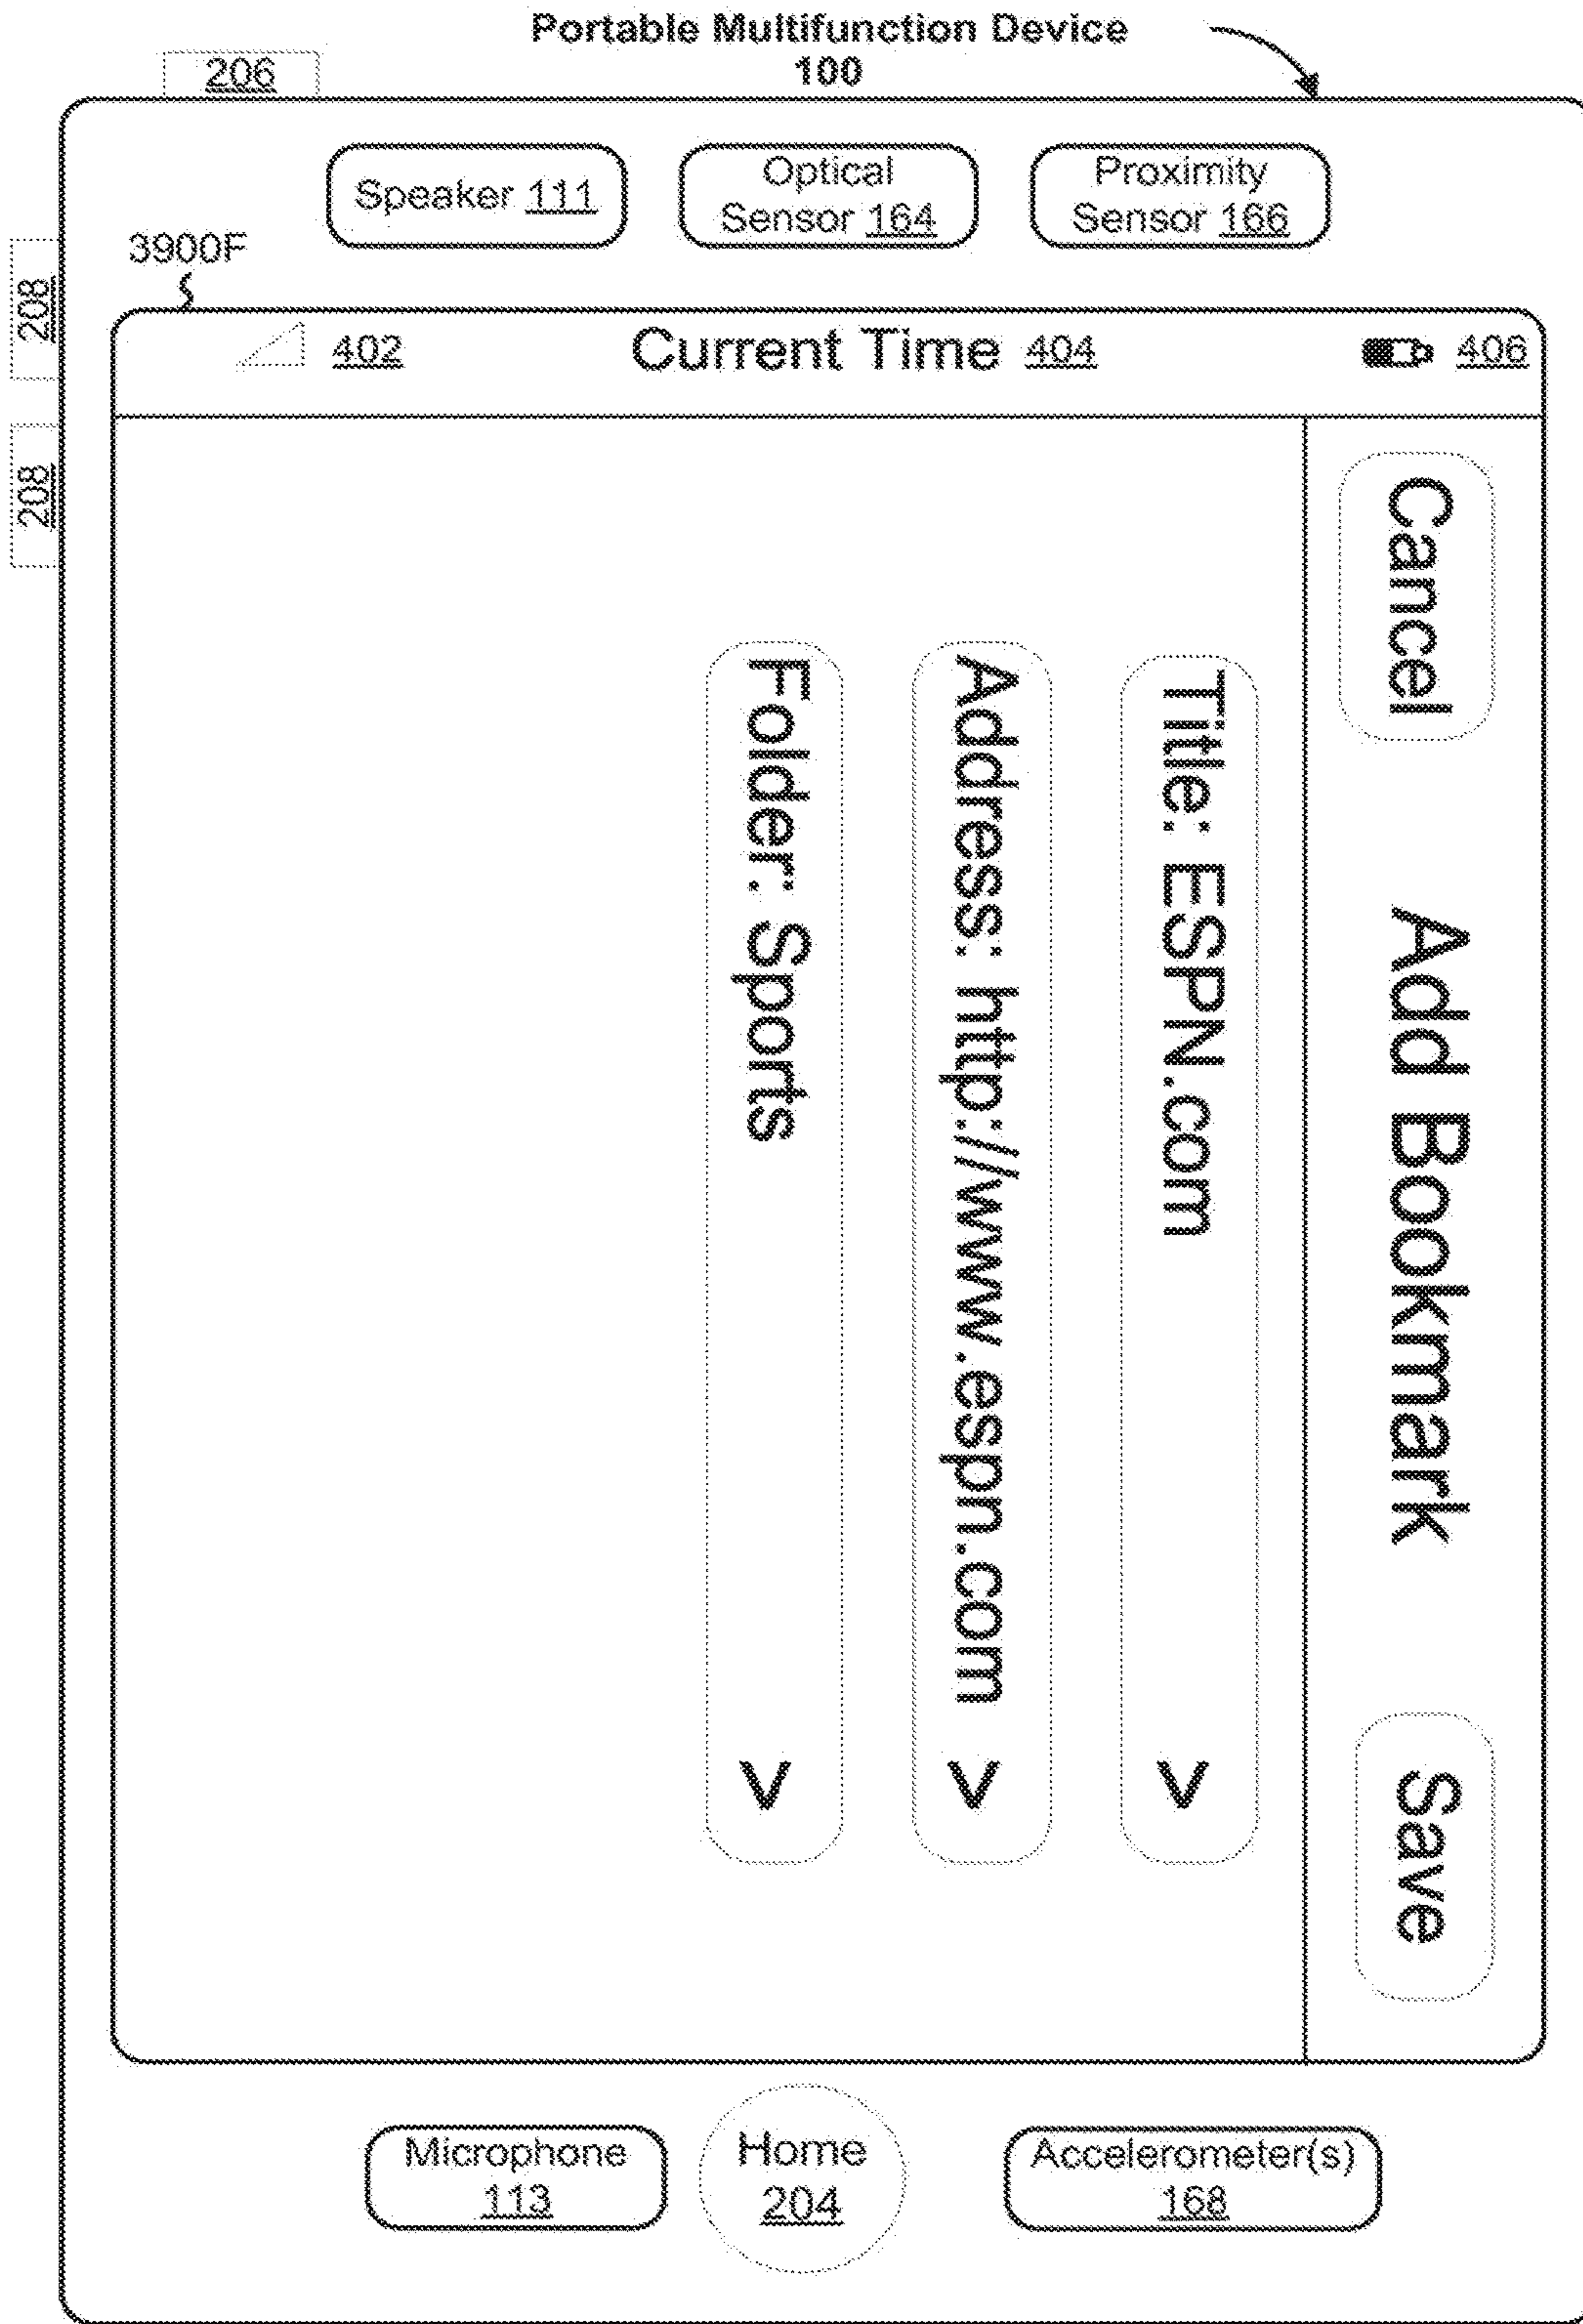 Portable Multifunction Device
100
206
Speaker 111
Optical
Sensor 164
Proximity
Sensor 166
3900F
208
208
402
Current Time 404
406
Cancel
Add Bookmark
Save
Title: ESPN.com >
Address: http://www.espn.com >
Folder: Sports >
Microphone
113
Home
204
Accelerometer(s)
168